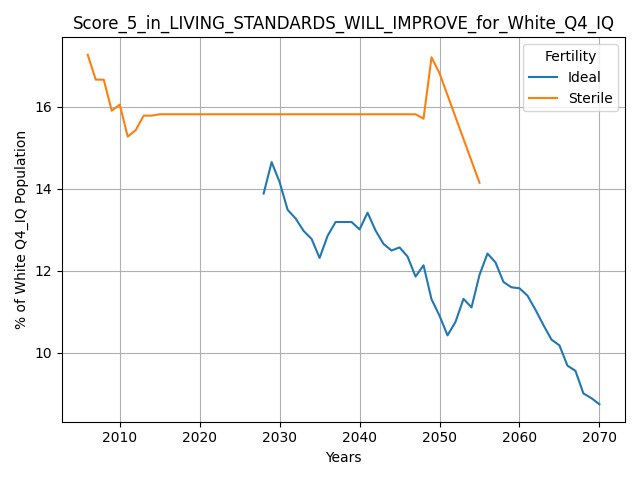 Score_5_in_LIVING_STANDARDS_WILL_IMPROVE_for_White_Q4_IQ
Fertility
Ideal
Sterile
% of White Q4_IQ Population
16
14
12
10
2010 2020 2030 2040 2050 2060 2070
Years